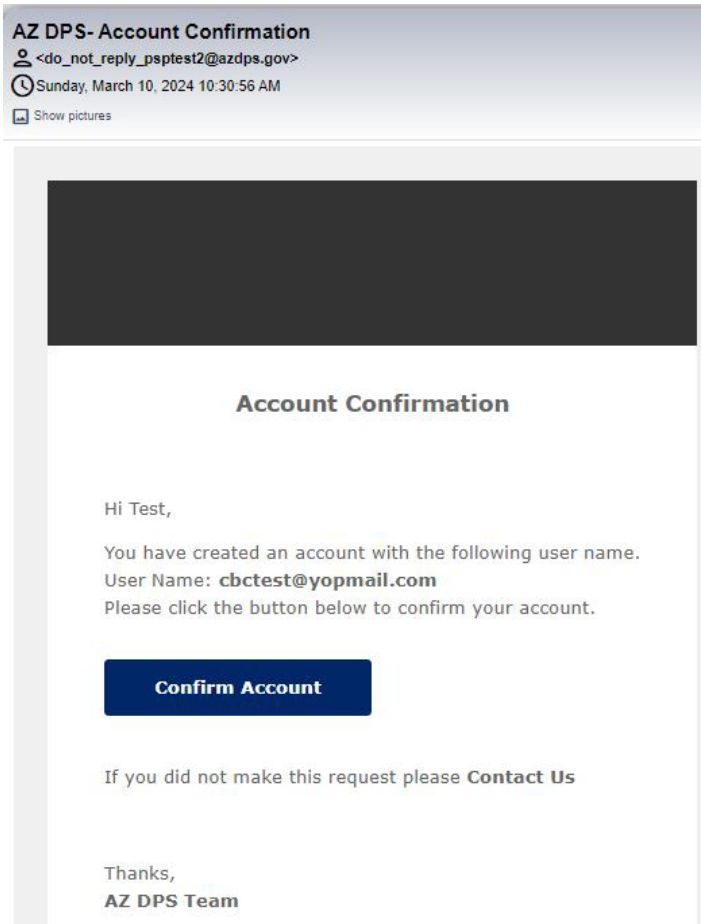 AZ DPS- Account Confirmation
<do_not_reply_psptest2@azdps.gov>
Sunday, March 10, 2024 10:30:56 AM
Show pictures
Account Confirmation
Hi Test,
You have created an account with the following user name.
User Name: cbctest@yopmail.com
Please click the button below to confirm your account.
Confirm Account
If you did not make this request please Contact Us
Thanks,
AZ DPS Team